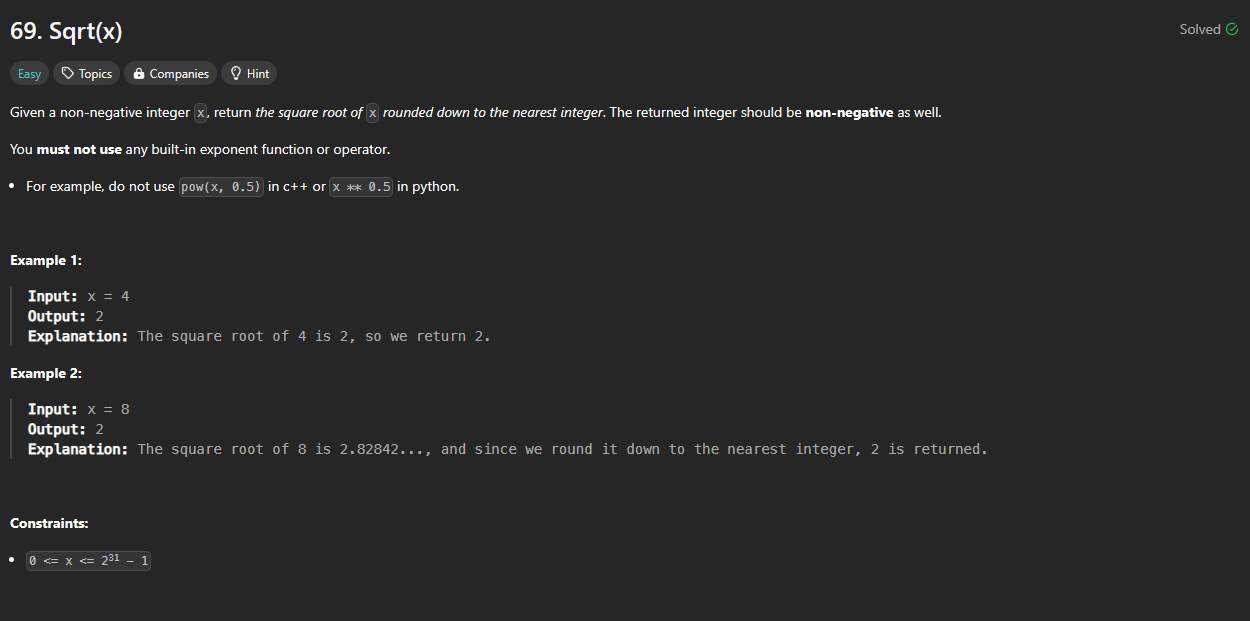 69. Sqrt(x)
Solved
Easy Topics Companies Hint
Given a non-negative integer x, return the square root of x rounded down to the nearest integer. The returned integer should be non-negative as well.
You must not use any built-in exponent function or operator.
• For example, do not use pow(x, 0.5) in c++ or x ** 0.5 in python.
Example 1:
Input: x = 4
Output: 2
Explanation: The square root of 4 is 2, so we return 2.
Example 2:
Input: x = 8
Output: 2
Explanation: The square root of 8 is 2.82842..., and since we round it down to the nearest integer, 2 is returned.
Constraints:
• 0 <= x <= 2³¹ - 1